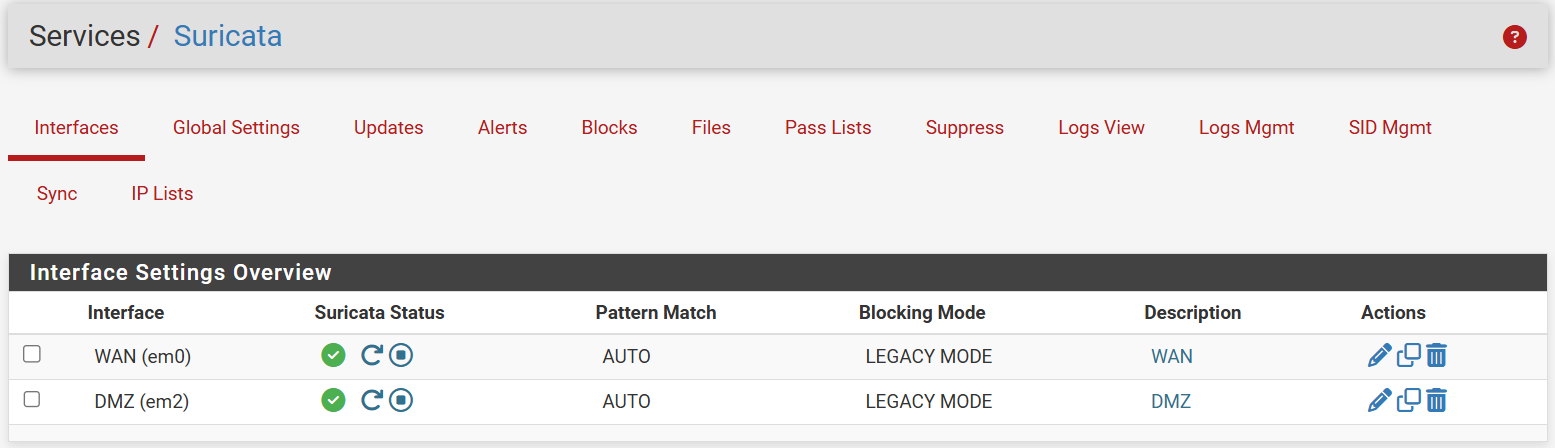 Services / Suricata
?
Interfaces Global Settings Updates Alerts Blocks Files Pass Lists Suppress Logs View Logs Mgmt SID Mgmt
Sync IP Lists
Interface Settings Overview
Interface Suricata Status Pattern Match Blocking Mode Description Actions
WAN (em0) AUTO LEGACY MODE WAN
DMZ (em2) AUTO LEGACY MODE DMZ